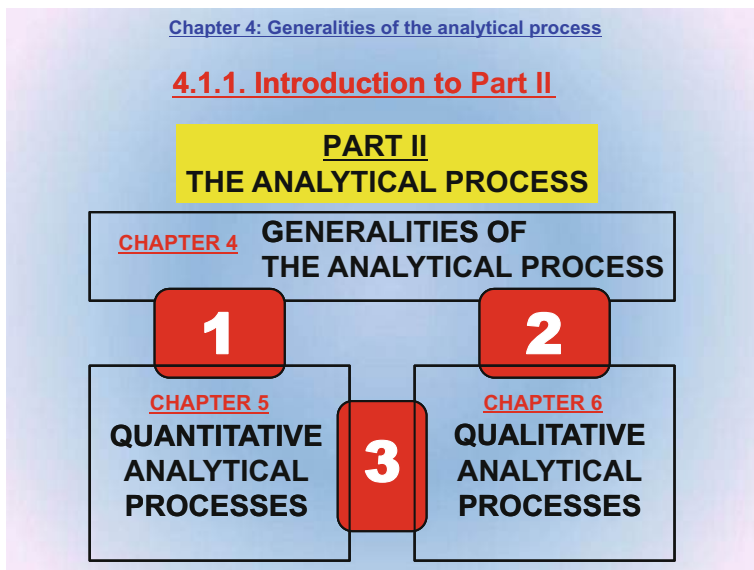 Chapter 4: Generalities of the analytical process
4.1.1. Introduction to Part II
PART II
THE ANALYTICAL PROCESS
CHAPTER 4
GENERALITIES OF
THE ANALYTICAL PROCESS
1
2
CHAPTER 5
QUANTITATIVE
ANALYTICAL
PROCESSES
3
CHAPTER 6
QUALITATIVE
ANALYTICAL
PROCESSES